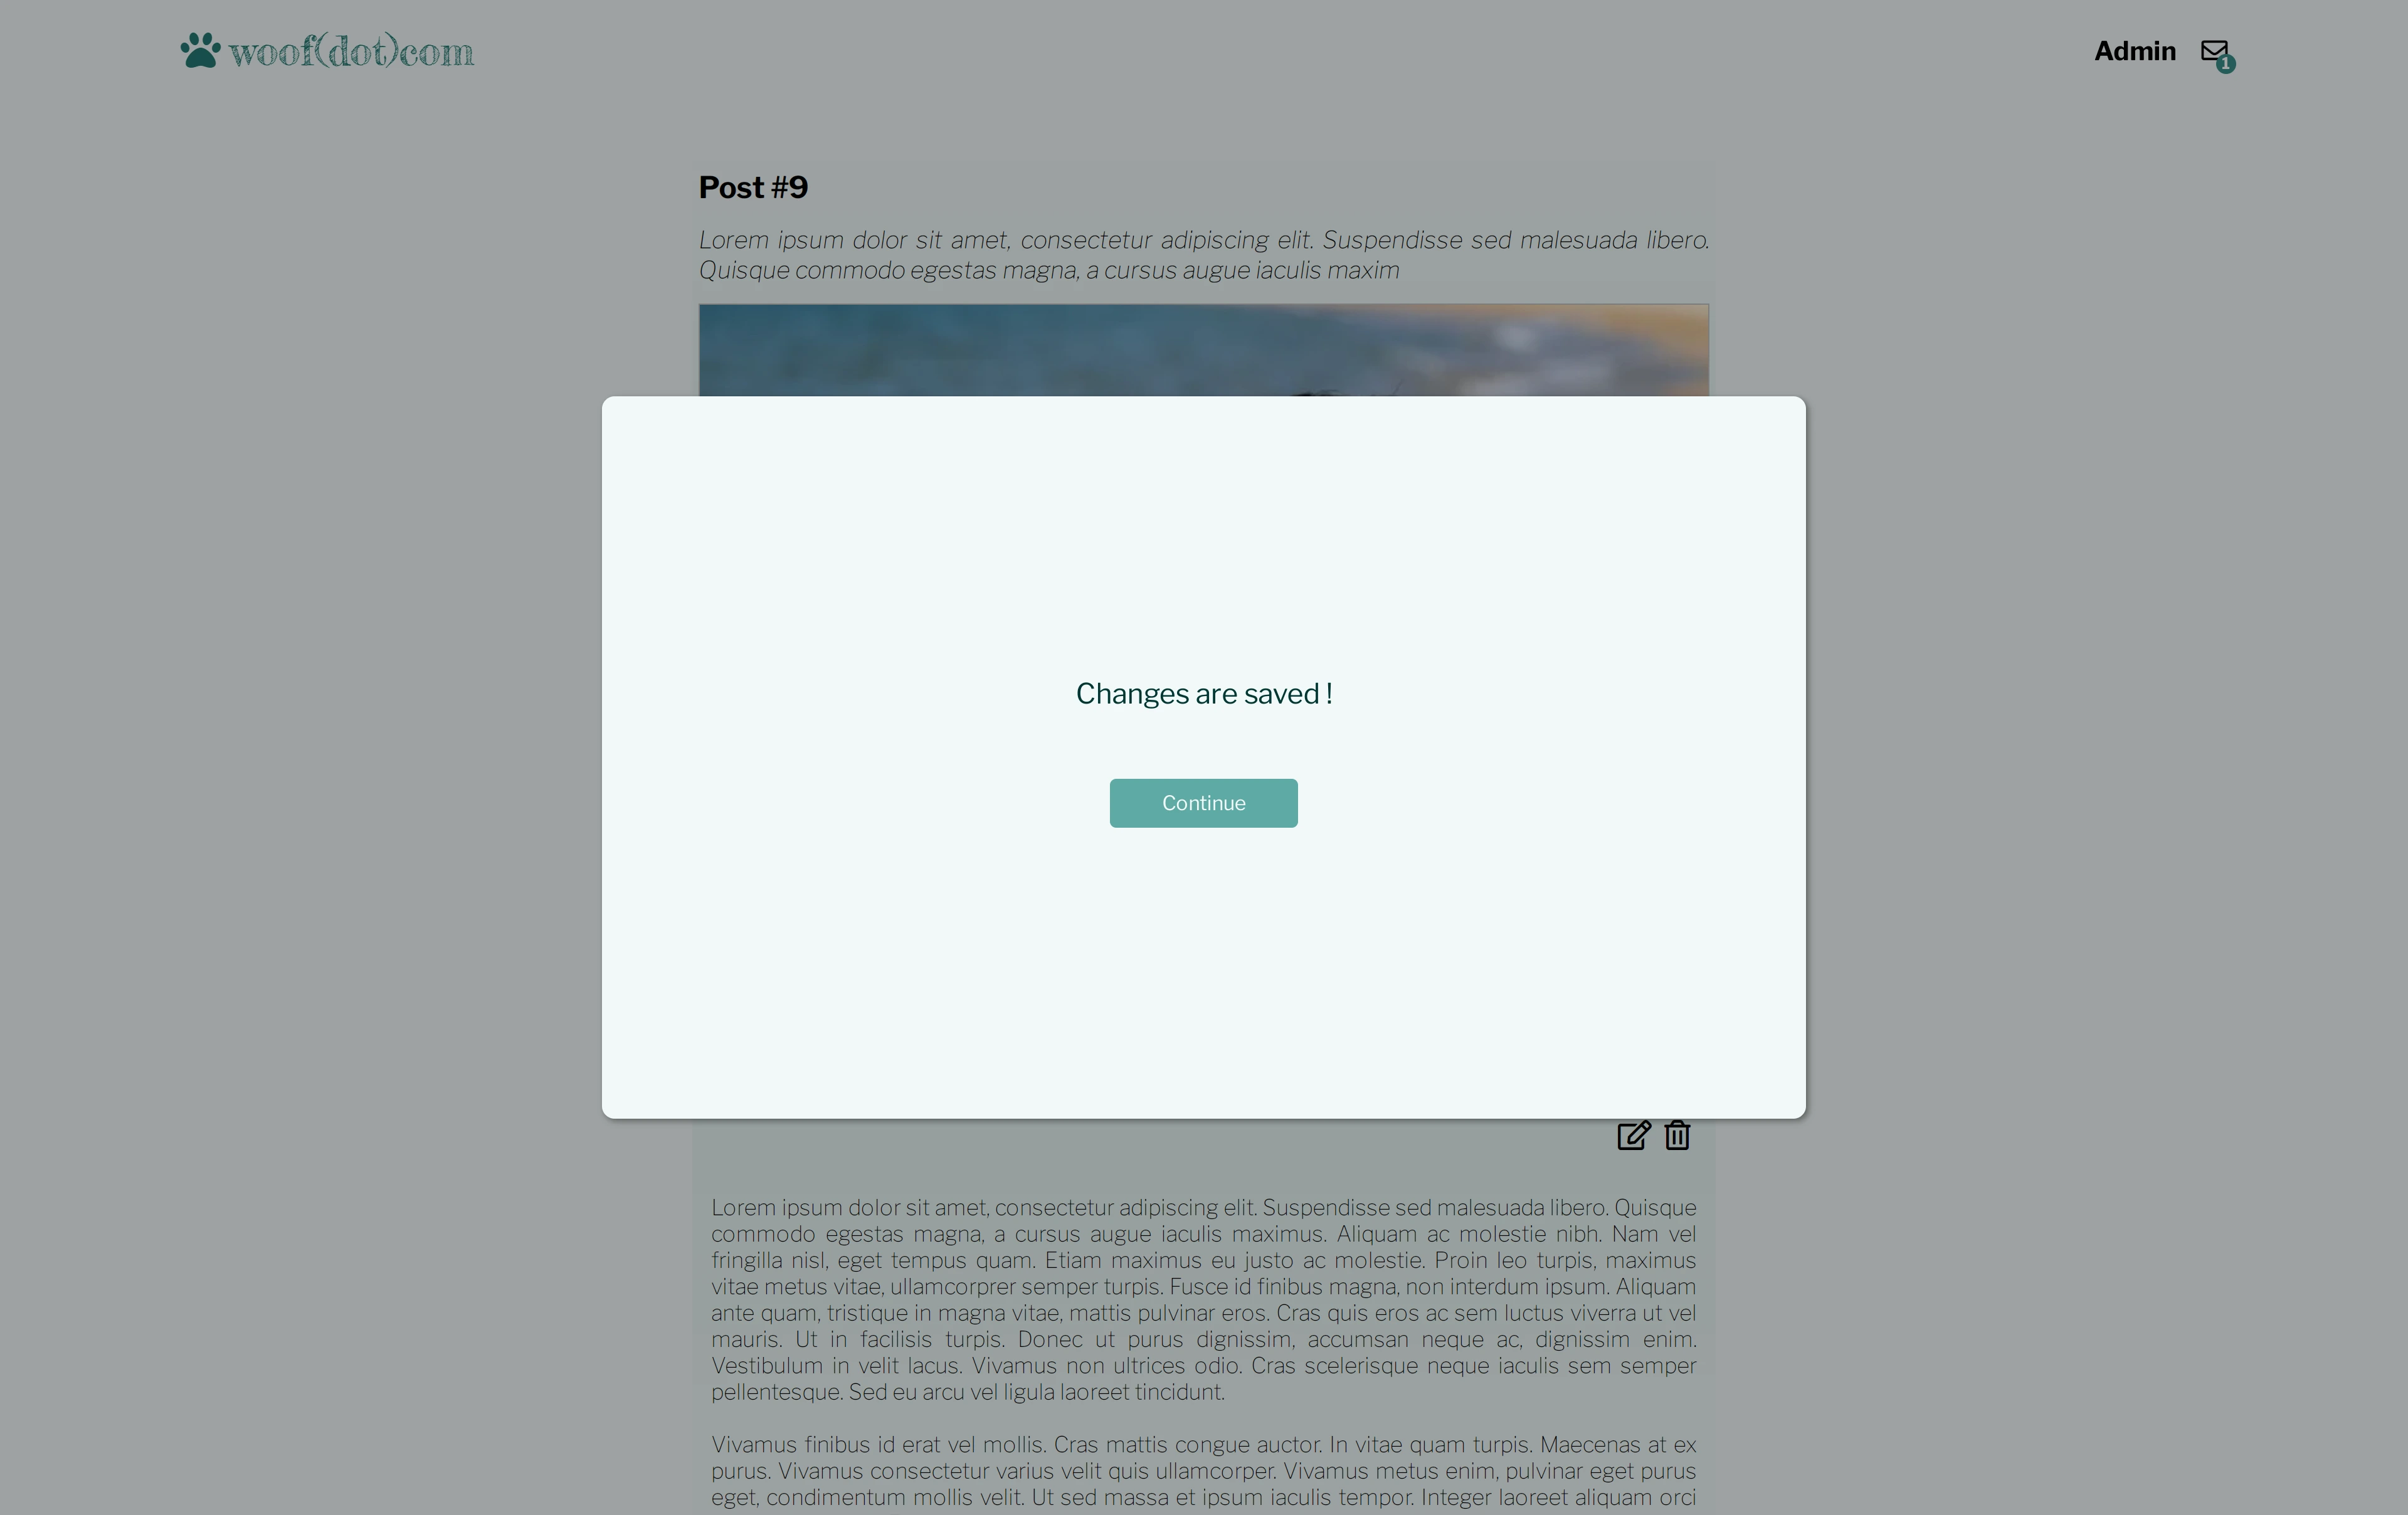 woof(dot)com
Admin
1
Post #9
Lorem ipsum dolor sit amet, consectetur adipiscing elit. Suspendisse sed malesuada libero.
Quisque commodo egestas magna, a cursus augue iaculis maxim
Changes are saved !
Continue
Lorem ipsum dolor sit amet, consectetur adipiscing elit. Suspendisse sed malesuada libero. Quisque
commodo egestas magna, a cursus augue iaculis maximus. Aliquam ac molestie nibh. Nam vel
fringilla nisl, eget tempus quam. Etiam maximus eu justo ac molestie. Proin leo turpis, maximus
vitae metus vitae, ullamcorprer semper turpis. Fusce id finibus magna, non interdum ipsum. Aliquam
ante quam, tristique in magna vitae, mattis pulvinar eros. Cras quis eros ac sem luctus viverra ut vel
mauris. Ut in facilisis turpis. Donec ut purus dignissim, accumsan neque ac, dignissim enim.
Vestibulum in velit lacus. Vivamus non ultrices odio. Cras scelerisque neque iaculis sem semper
pellentesque. Sed eu arcu vel ligula laoreet tincidunt.
Vivamus finibus id erat vel mollis. Cras mattis congue auctor. In vitae quam turpis. Maecenas at ex
purus. Vivamus consectetur varius velit quis ullamcorper. Vivamus metus enim, pulvinar eget purus
eget, condimentum mollis velit. Ut sed massa et ipsum iaculis tempor. Integer laoreet aliquam orci